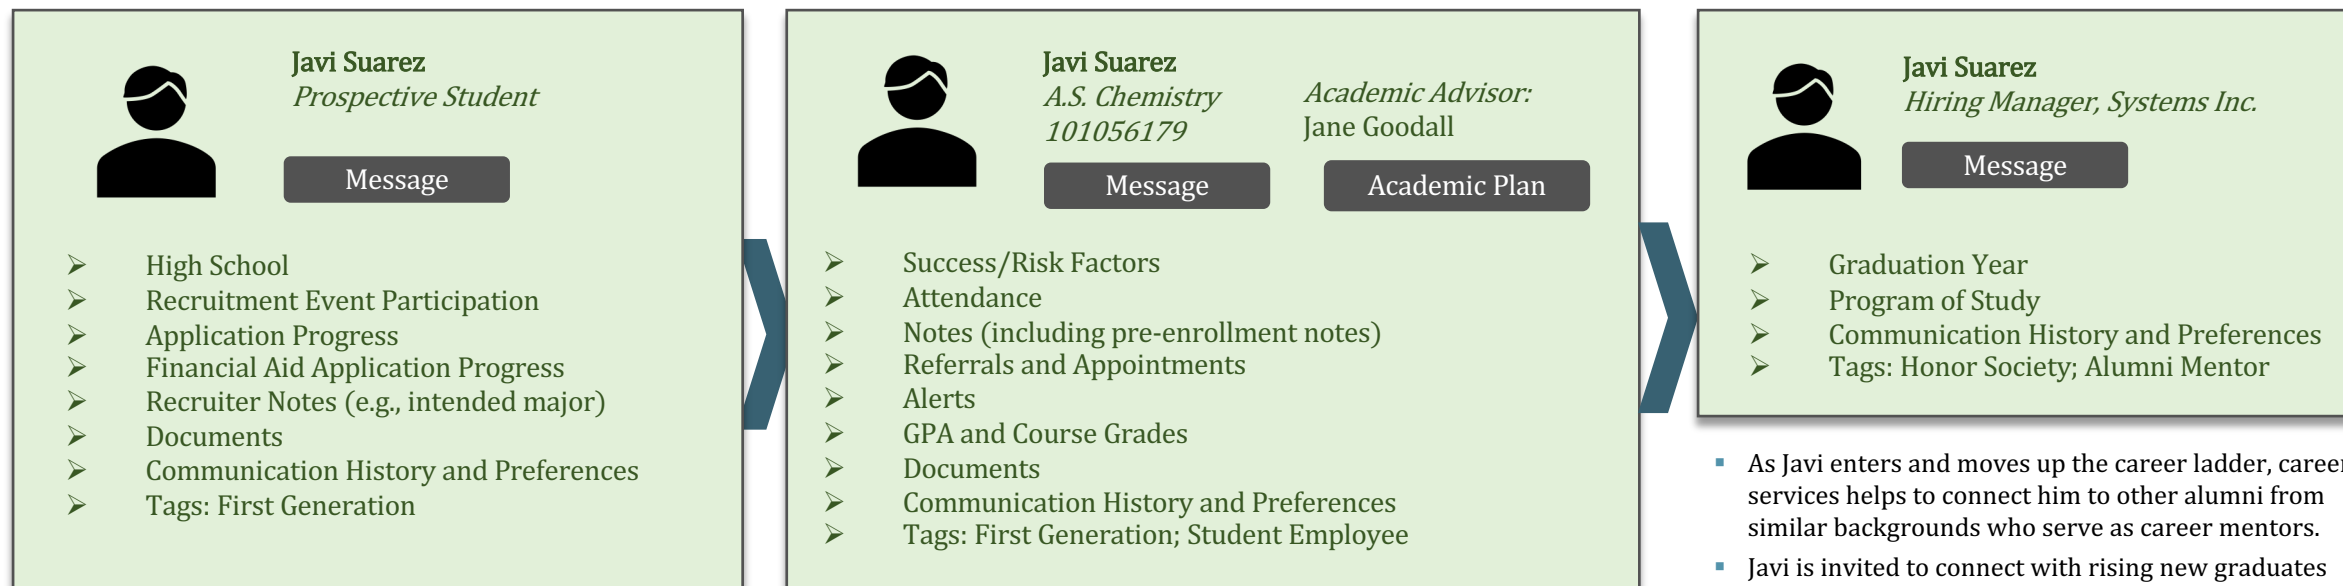 Javi Suarez
Prospective Student
Message
➢ High School
➢ Recruitment Event Participation
➢ Application Progress
➢ Financial Aid Application Progress
➢ Recruiter Notes (e.g., intended major)
➢ Documents
➢ Communication History and Preferences
➢ Tags: First Generation
Javi Suarez
A.S. Chemistry
101056179
Academic Advisor:
Jane Goodall
Message
Academic Plan
➢ Success/Risk Factors
➢ Attendance
➢ Notes (including pre-enrollment notes)
➢ Referrals and Appointments
➢ Alerts
➢ GPA and Course Grades
➢ Documents
➢ Communication History and Preferences
➢ Tags: First Generation; Student Employee
Javi Suarez
Hiring Manager, Systems Inc.
Message
➢ Graduation Year
➢ Program of Study
➢ Communication History and Preferences
➢ Tags: Honor Society; Alumni Mentor
▪ As Javi enters and moves up the career ladder, career
services helps to connect him to other alumni from
similar backgrounds who serve as career mentors.
▪ Javi is invited to connect with rising new graduates